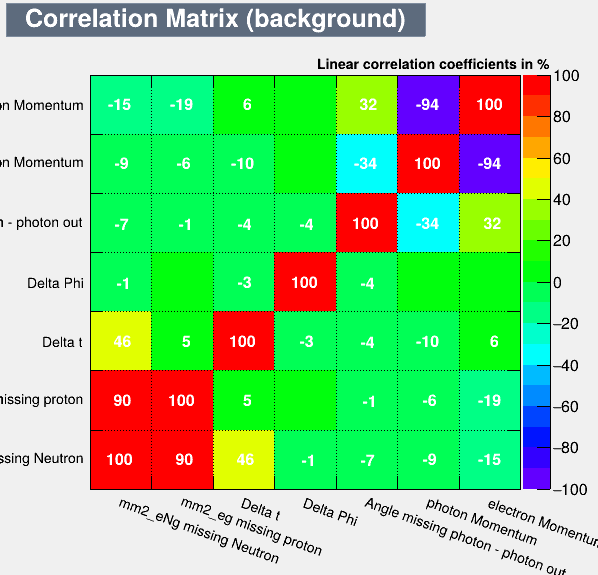 Correlation Matrix (background)
Linear correlation coefficients in %
Momentum -15 -19 6 32 -94 100
Momentum -9 -6 -10 -34 100 -94
- photon out -7 -1 -4 -4 100 -34 32
Delta Phi -1 -3 100 -4
Delta t 46 5 100 -3 -4 -10 6
missing proton 90 100 5 -1 -6 -19
Neutron 100 90 46 -1 -7 -9 -15
100
80
60
40
20
0
−20
−40
−60
−80
−100
mm2_eNg missing Neutron
mm2_eg missing proton
Delta t
Delta Phi
Angle missing photon - photon out
photon Momentum
electron Momentum